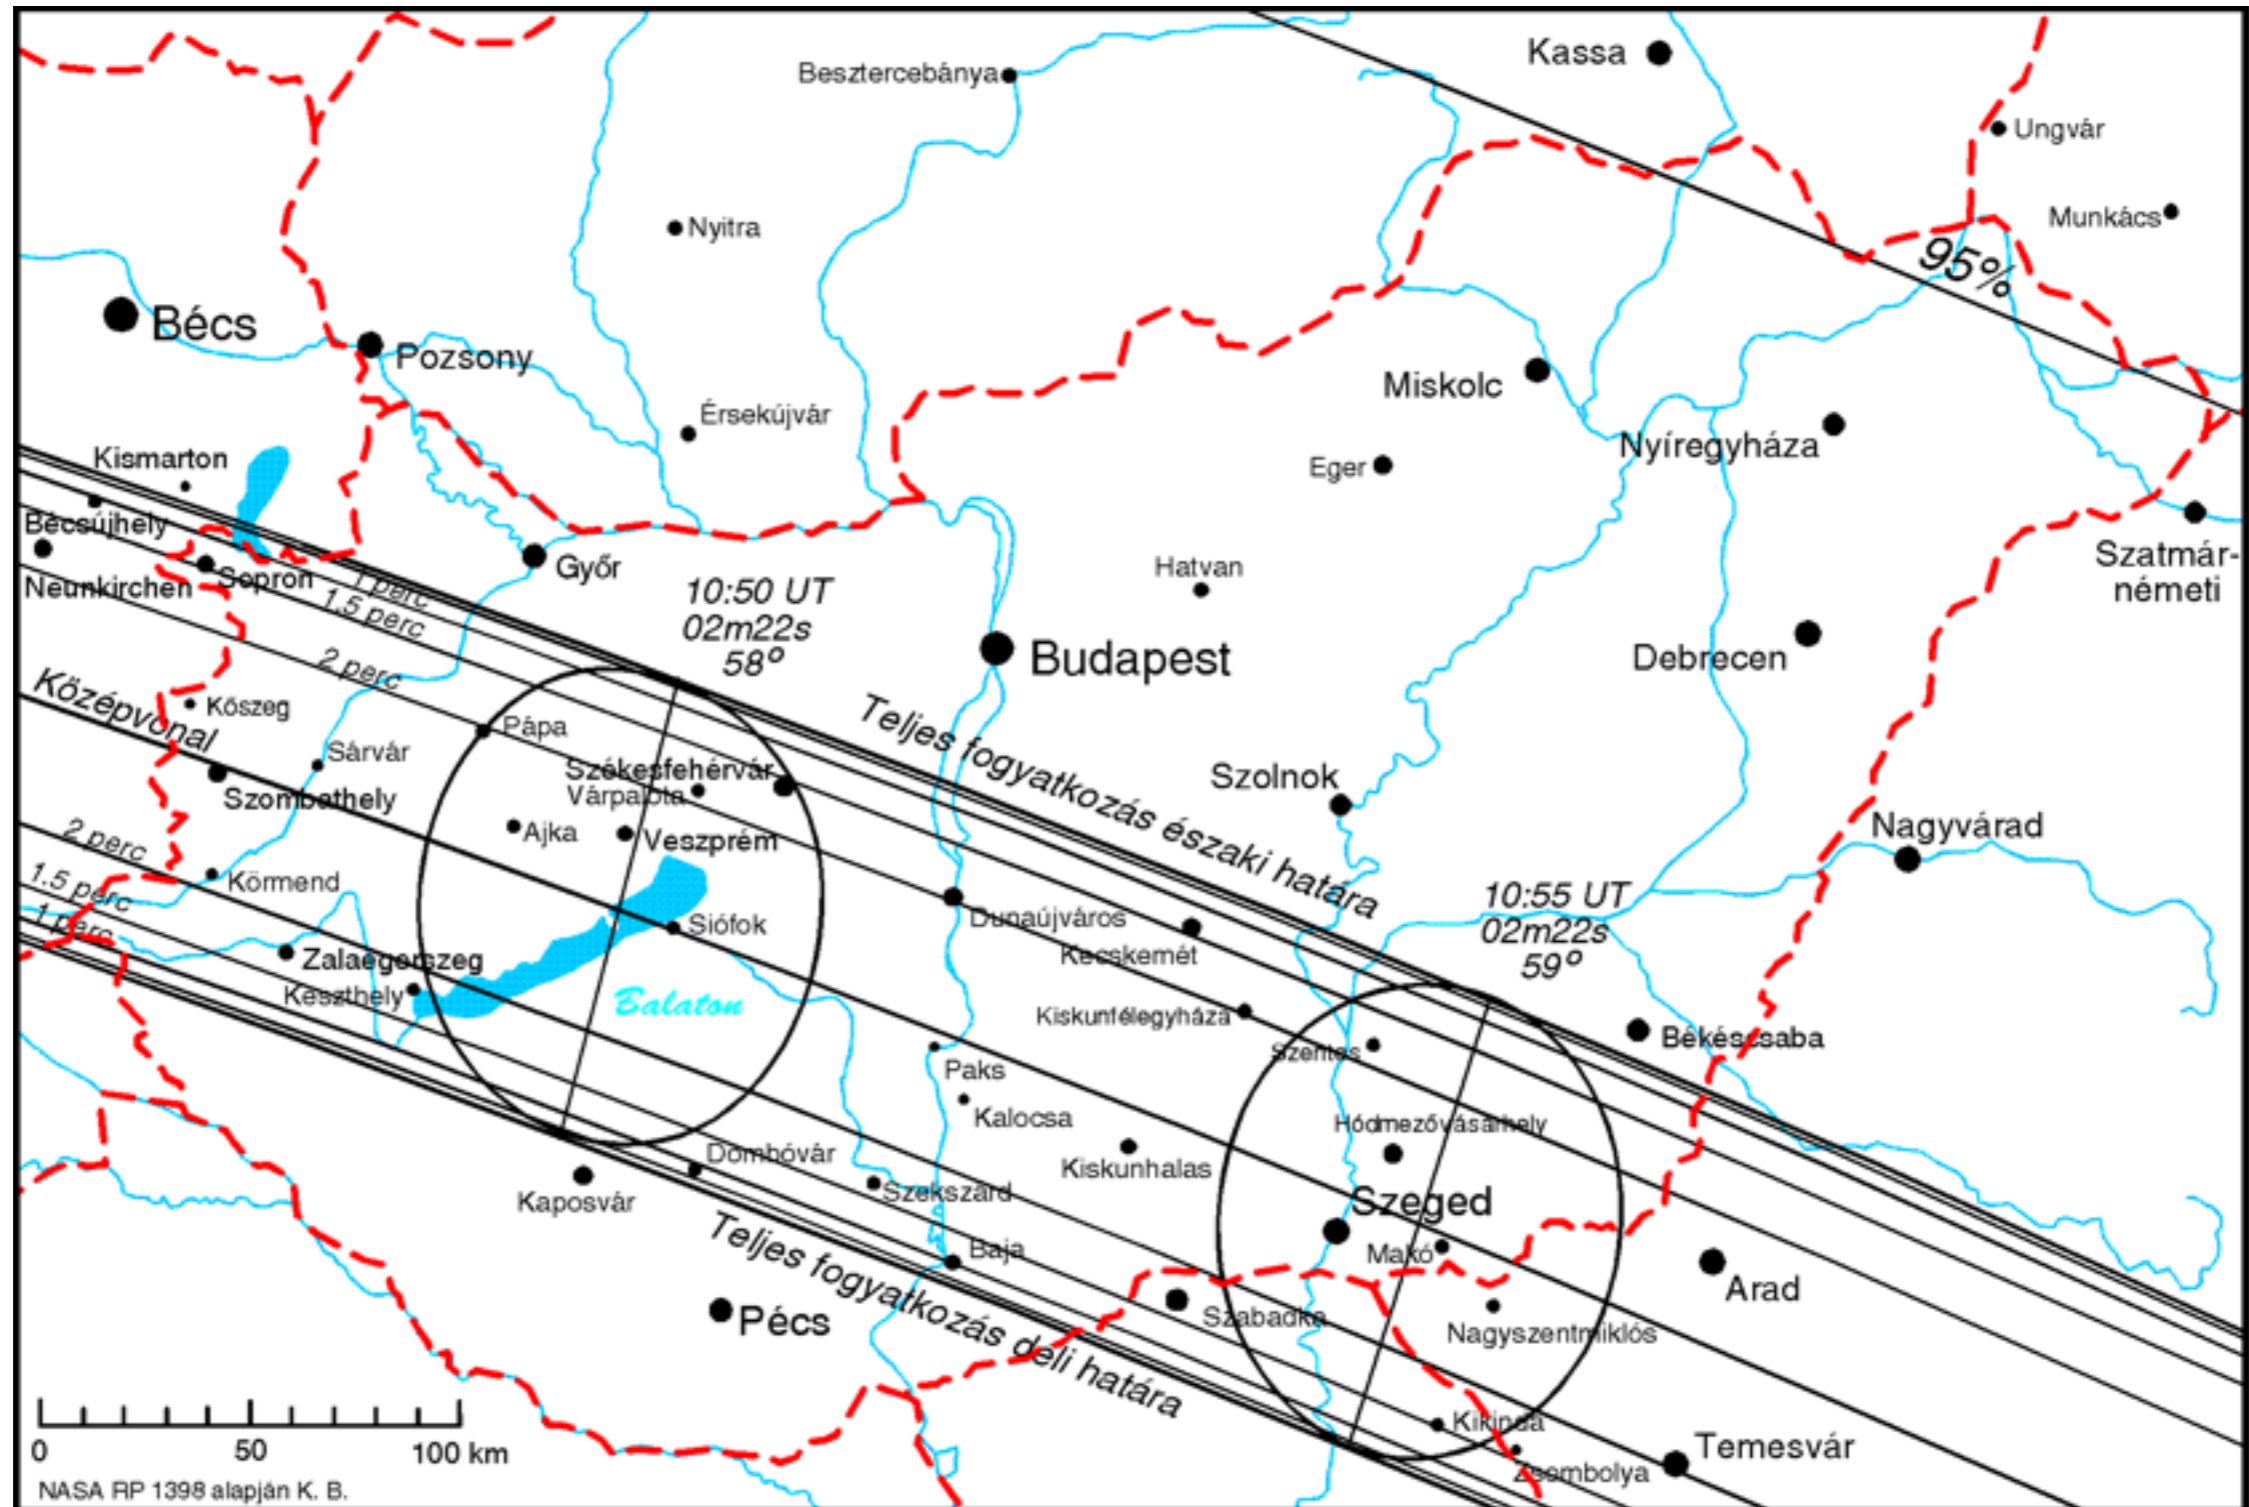 Kassa
Besztercebánya
Ungvár
Munkács
Nyitra
95%
Bécs
Pozsony
Miskolc
Érsekújvár
Nyíregyháza
Kismarton
Eger
Bécsújhely
Szatmár-
németi
Győr
Hatvan
Neunkirchen
Sopron
1 perc
1.5 perc
10:50 UT
02m22s
58º
Budapest
Debrecen
2 perc
Középvonal
Kőszeg
Pápa
Teljes fogyatkozás északi határa
Sárvár
Székesfehérvár
Várpalota
Szolnok
Szombathely
Ajka
Veszprém
Nagyvárad
2 perc
1.5 perc
1 perc
Körmend
10:55 UT
02m22s
59º
Siófok
Dunaújváros
Kecskemét
Zalaegerszeg
Keszthely
Balaton
Kiskunfélegyháza
Szentes
Békéscsaba
Paks
Kalocsa
Hódmezővásárhely
Dombóvár
Kiskunhalas
Kaposvár
Szekszárd
Szeged
Baja
Makó
Teljes fogyatkozás déli határa
Arad
Pécs
Szabadka
Nagyszentmiklós
Kikinda
Temesvár
Zsombolya
0 50 100 km
NASA RP 1398 alapján K. B.